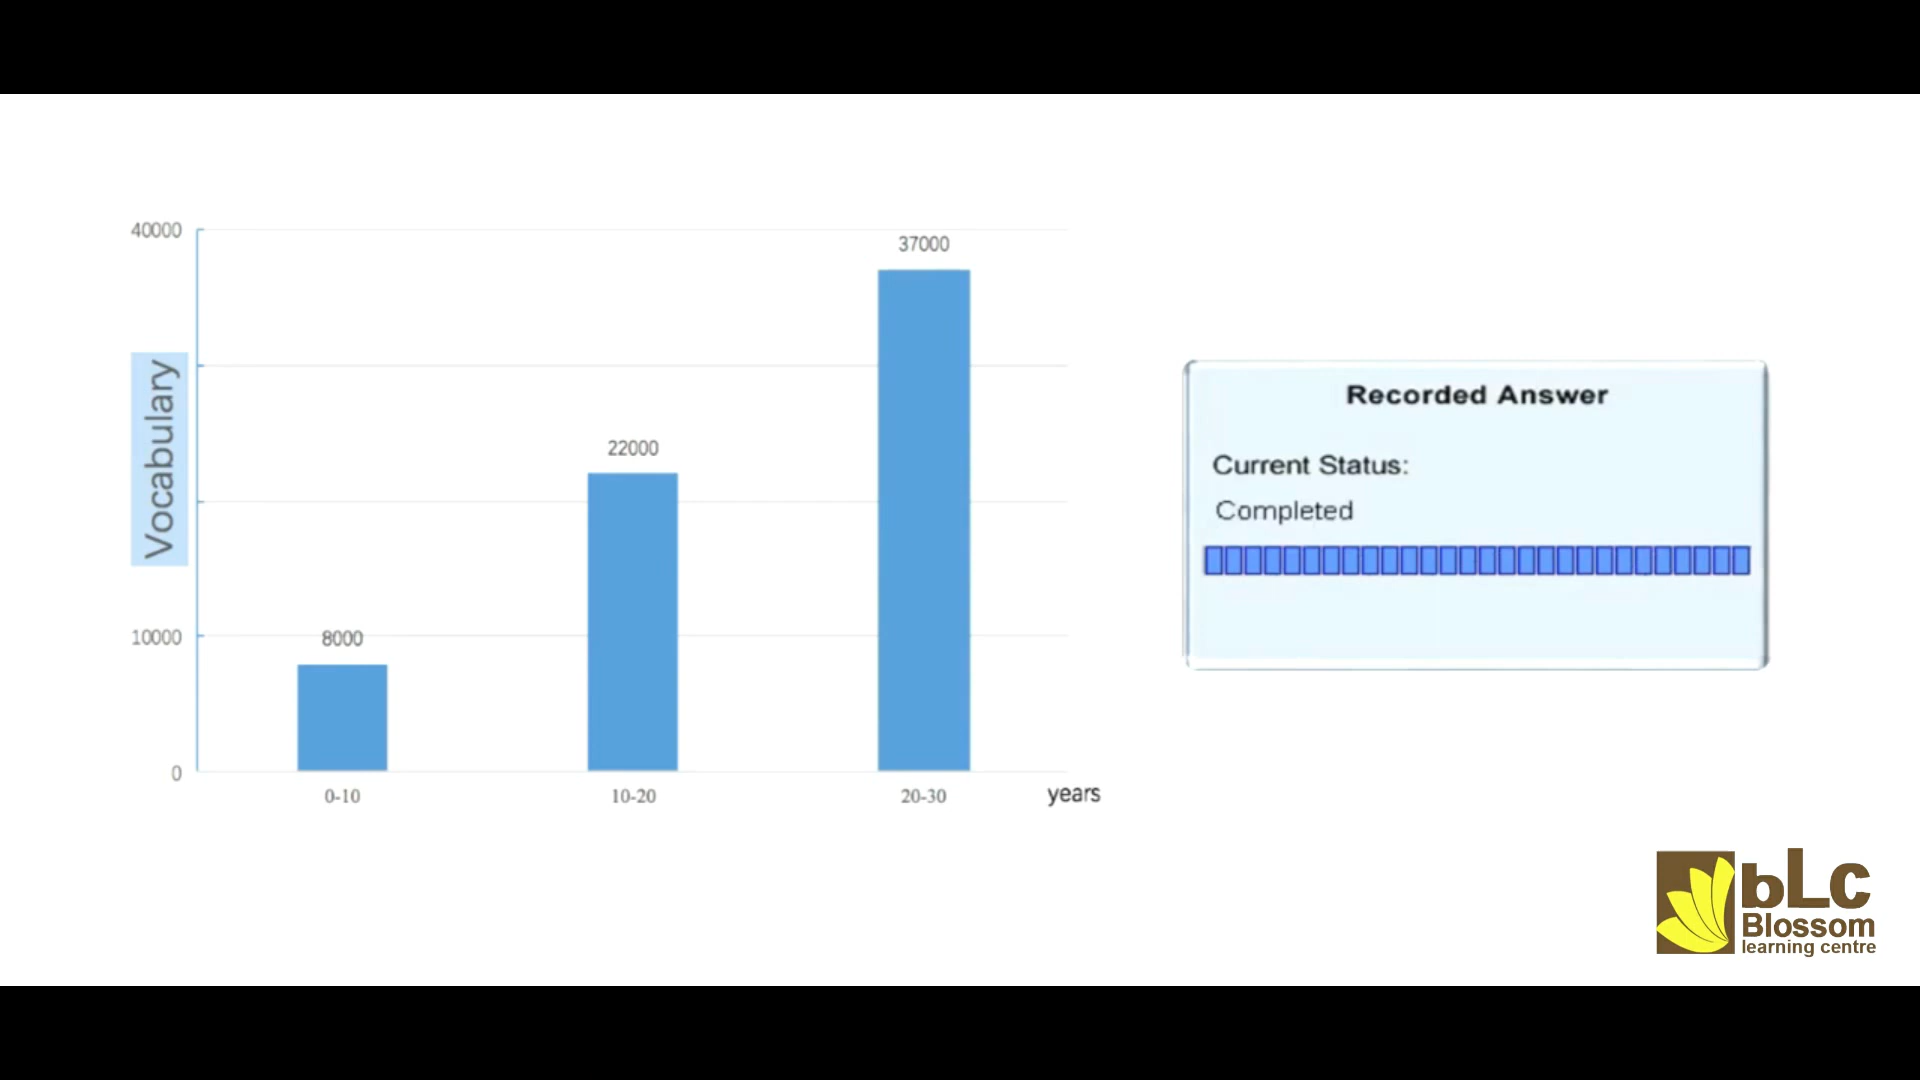 40000
37000
Vocabulary
22000
10000
8000
0
0-10
10-20
20-30
years
Recorded Answer
Current Status:
Completed
bLc
Blossom
learning centre